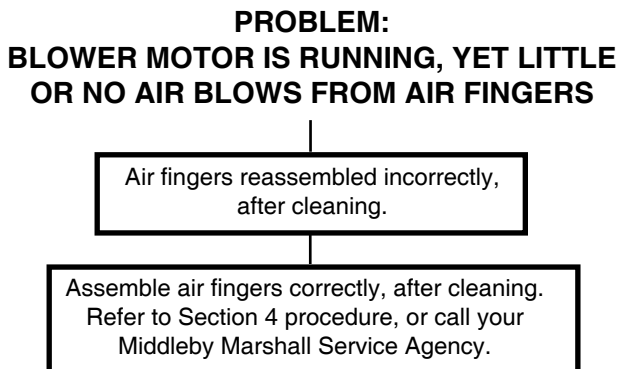 PROBLEM:
BLOWER MOTOR IS RUNNING, YET LITTLE
OR NO AIR BLOWS FROM AIR FINGERS
Air fingers reassembled incorrectly,
after cleaning.
Assemble air fingers correctly, after cleaning.
Refer to Section 4 procedure, or call your
Middleby Marshall Service Agency.